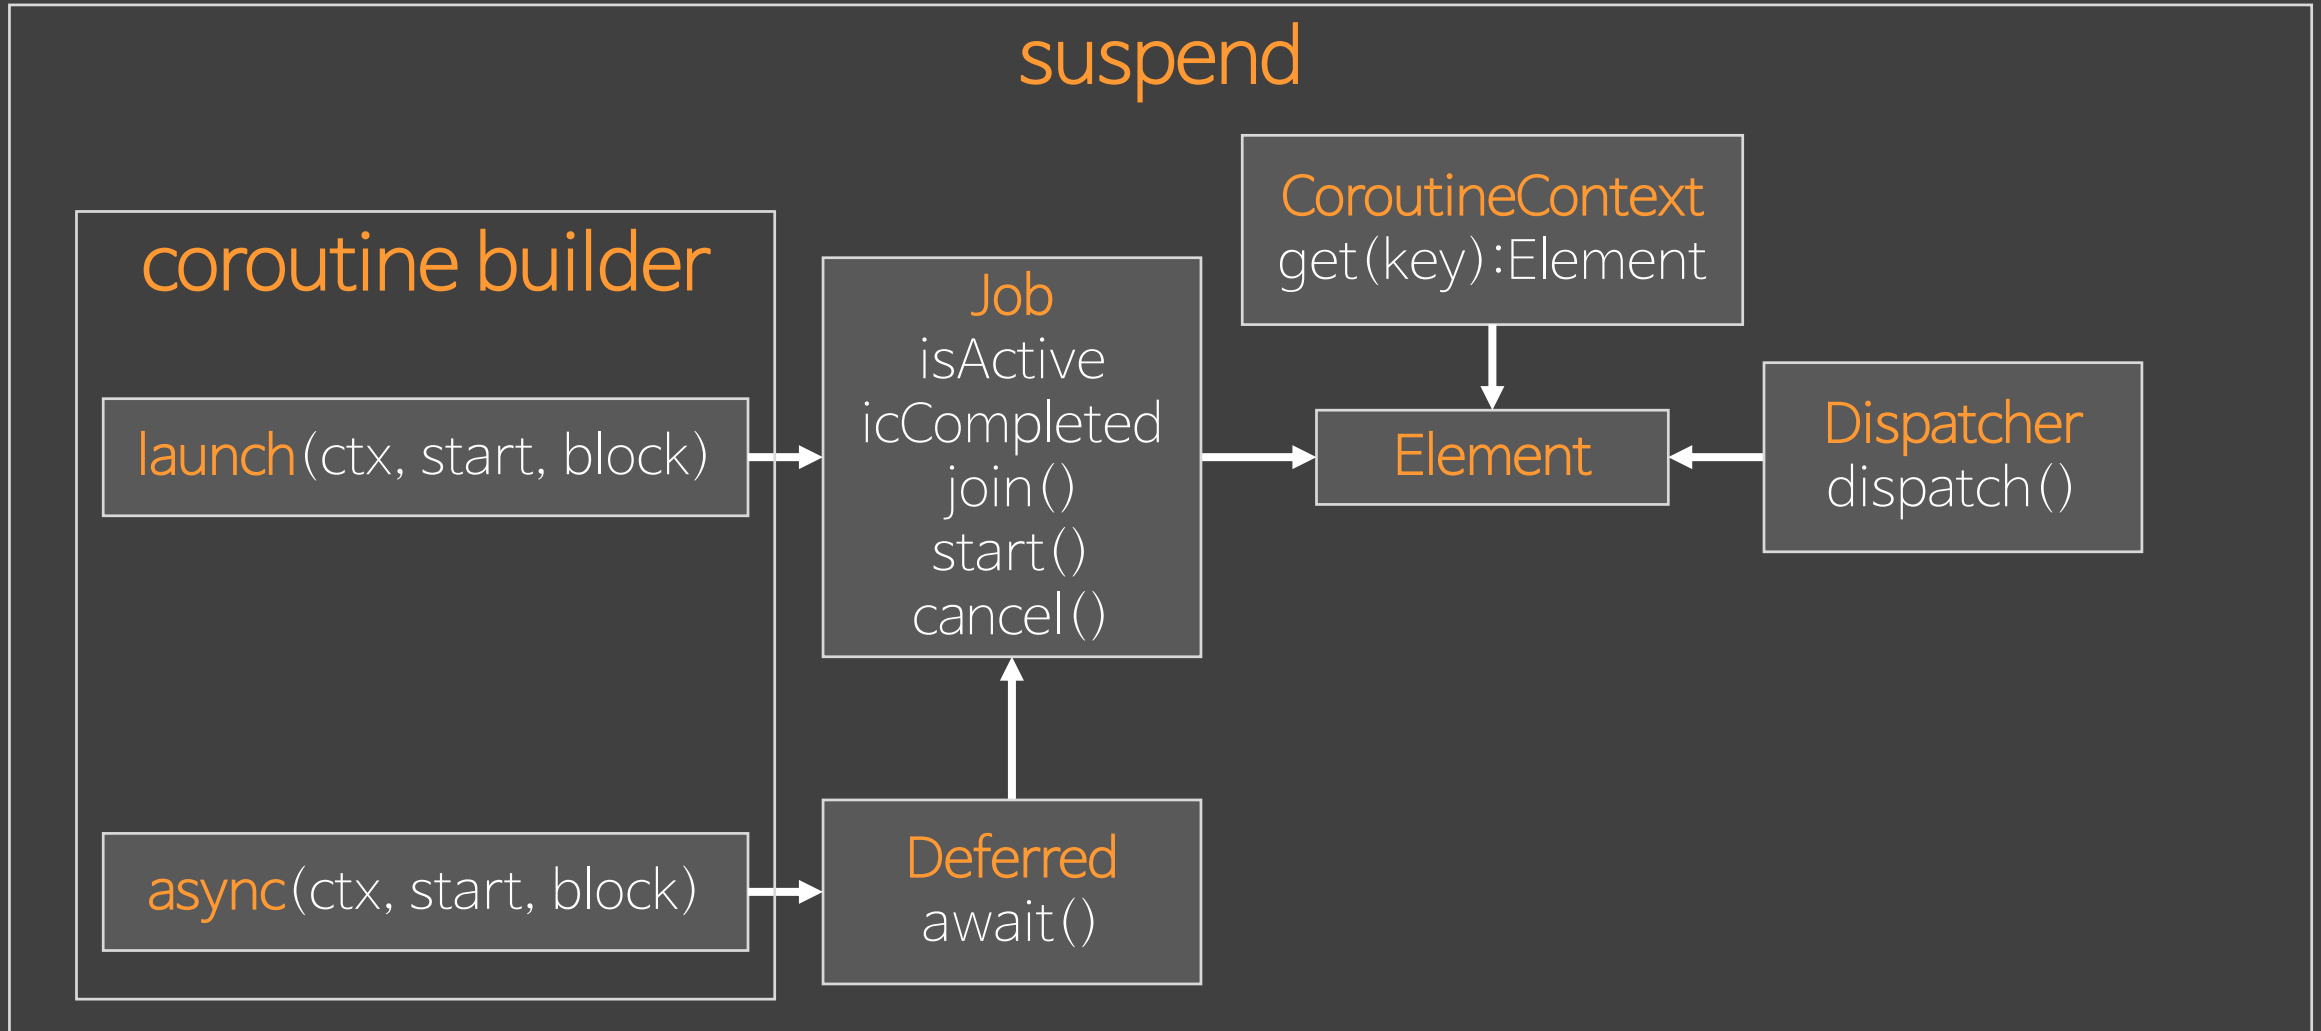 suspend
coroutine builder
launch(ctx, start, block)
async(ctx, start, block)
Job
isActive
icCompleted
join()
start()
cancel()
Deferred
await()
CoroutineContext
get(key):Element
Element
Dispatcher
dispatch()